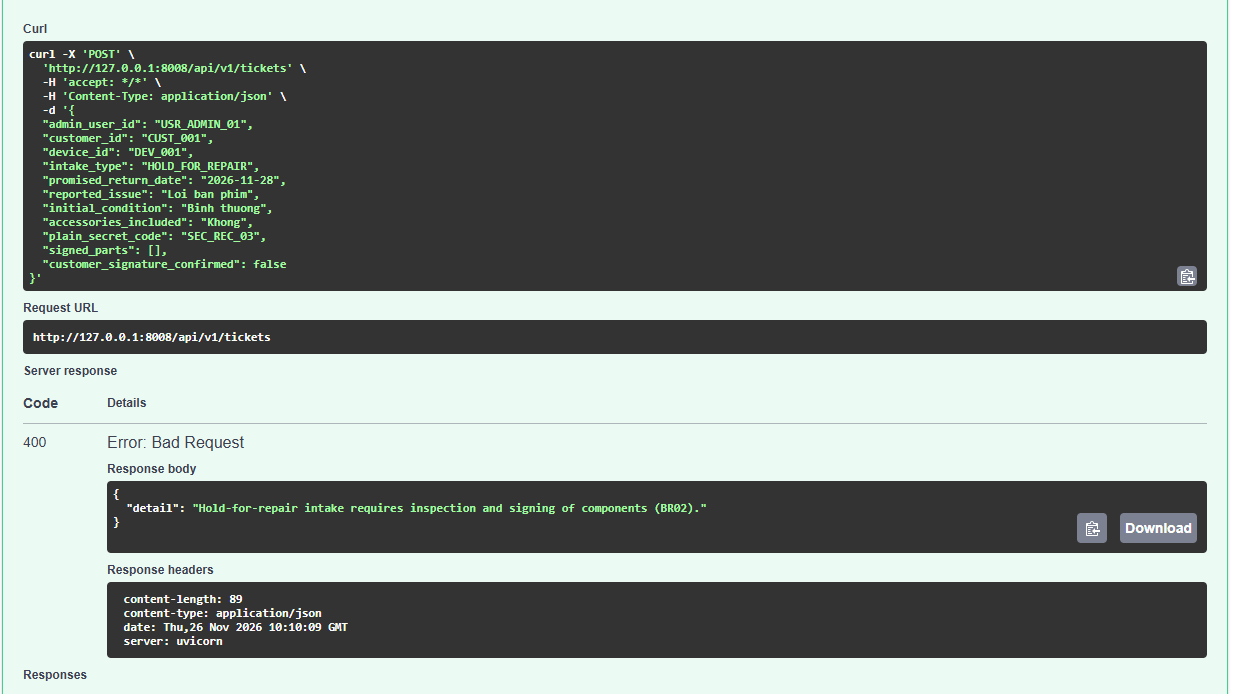 Curl
curl -X 'POST' \
'http://127.0.0.1:8008/api/v1/tickets' \
-H 'accept: */*' \
-H 'Content-Type: application/json' \
-d '{
"admin_user_id": "USR_ADMIN_01",
"customer_id": "CUST_001",
"device_id": "DEV_001",
"intake_type": "HOLD_FOR_REPAIR",
"promised_return_date": "2026-11-28",
"reported_issue": "Loi ban phim",
"initial_condition": "Binh thuong",
"accessories_included": "Khong",
"plain_secret_code": "SEC_REC_03",
"signed_parts": [],
"customer_signature_confirmed": false
}'
Request URL
http://127.0.0.1:8008/api/v1/tickets
Server response
Code Details
400 Error: Bad Request
Response body
{
"detail": "Hold-for-repair intake requires inspection and signing of components (BR02)."
}
Download
Response headers
content-length: 89
content-type: application/json
date: Thu,26 Nov 2026 10:10:09 GMT
server: uvicorn
Responses